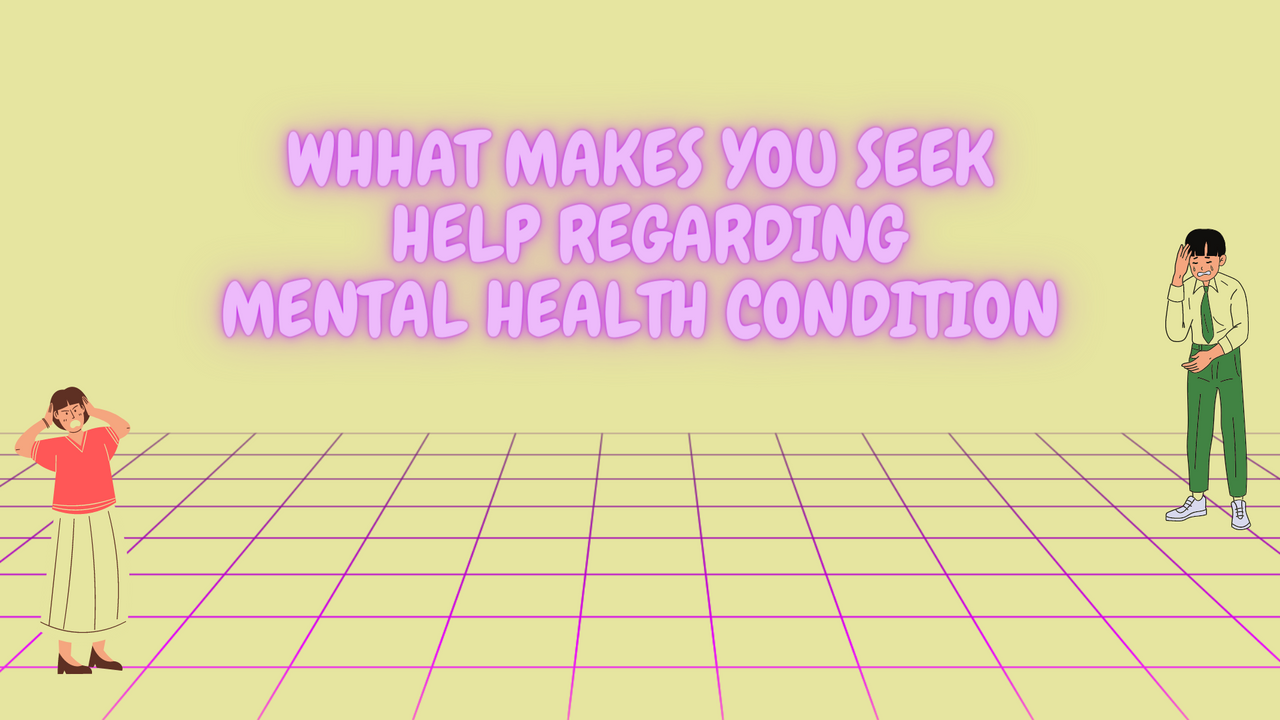 WHHAT MAKES YOU SEEK
HELP REGARDING
MENTAL HEALTH CONDITION